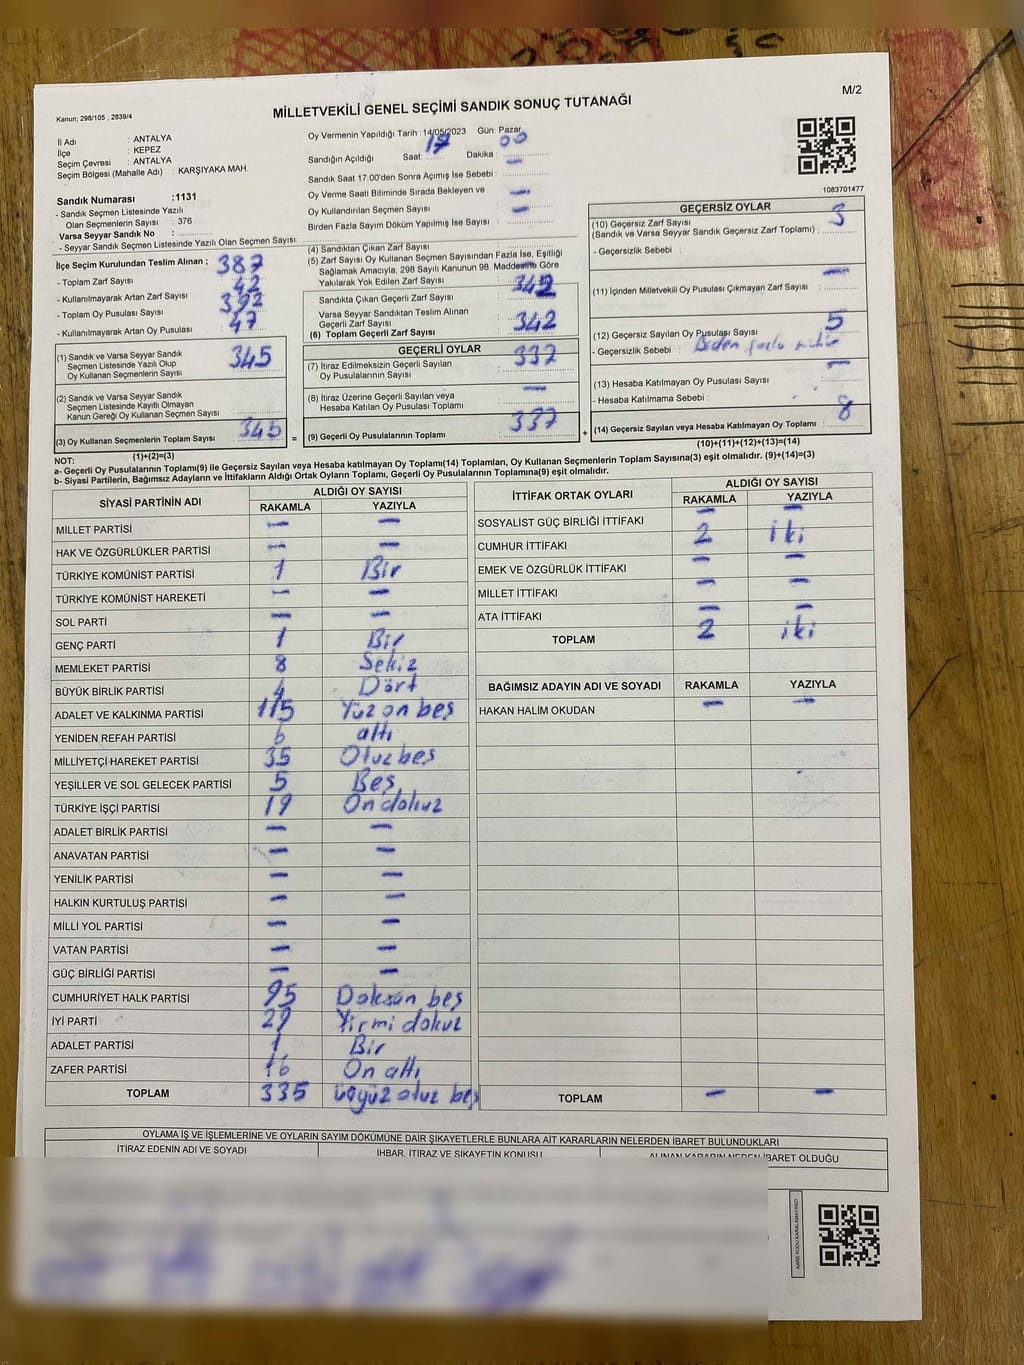 M/2
Kanun; 298/105 , 2839/4
MİLLETVEKİLİ GENEL SEÇİMİ SANDIK SONUÇ TUTANAĞI
İl Adı : ANTALYA
İlçe : KEPEZ
Seçim Çevresi : ANTALYA
Seçim Bölgesi (Mahalle Adı) : KARŞIYAKA MAH.
Sandık Numarası :1131
- Sandık Seçmen Listesinde Yazılı
Olan Seçmenlerin Sayısı : 376
Varsa Seyyar Sandık No :
- Seyyar Sandık Seçmen Listesinde Yazılı Olan Seçmen Sayısı:
Oy Vermenin Yapıldığı Tarih : 14/05/2023 Gün: Pazar
Sandığın Açıldığı Saat: 17 Dakika : 00
Sandık Saat 17:00'den Sonra Açımış İse Sebebi : —
Oy Verme Saati Bitiminde Sırada Bekleyen ve
Oy Kullandırılan Seçmen Sayısı : —
Birden Fazla Sayım Döküm Yapılmış İse Sayısı : —
1083701477
İlçe Seçim Kurulundan Teslim Alınan ;
- Toplam Zarf Sayısı : 387
- Kullanılmayarak Artan Zarf Sayısı : 42
- Toplam Oy Pusulası : 392
- Kullanılmayarak Artan Oy Pusulası : 47
(1) Sandık ve Varsa Seyyar Sandık
Seçmen Listesinde Yazılı Olup
Oy Kullanan Seçmenlerin Sayısı : 345
(2) Sandık ve Varsa Seyyar Sandık
Seçmen Listesinde Kayıtlı Olmayan
Kanun Gereği Oy Kullanan Seçmen Sayısı :
(3) Oy Kullanan Seçmenlerin Toplam Sayısı : 345
(1)+(2)=(3)
=
(4) Sandıktan Çıkan Zarf Sayısı :
(5) Zarf Sayısı Oy Kullanan Seçmen Sayısından Fazla İse, Eşitliği
Sağlamak Amacıyla; 298 Sayılı Kanunun 98. Maddesine Göre
Yakılarak Yok Edilen Zarf Sayısı : —
Sandıkta Çıkan Geçerli Zarf Sayısı : 342
Varsa Seyyar Sandıktan Teslim Alınan
Geçerli Zarf Sayısı :
(6) Toplam Geçerli Zarf Sayısı : 342
GEÇERLİ OYLAR
(7) İtiraz Edilmeksizin Geçerli Sayılan
Oy Pusulalarının Sayısı : 337
(8) İtiraz Üzerine Geçerli Sayılan veya
Hesaba Katılan Oy Pusulası Toplamı : —
(9) Geçerli Oy Pusulalarının Toplamı : 337
+
GEÇERSİZ OYLAR
(10) Geçersiz Zarf Sayısı
(Sandık ve Varsa Seyyar Sandık Geçersiz Zarf Toplamı) : 3
- Geçersizlik Sebebi :
(11) İçinden Milletvekili Oy Pusulası Çıkmayan Zarf Sayısı : —
(12) Geçersiz Sayılan Oy Pusulası Sayısı : 5
- Geçersizlik Sebebi : Birden fazla mühür
(13) Hesaba Katılmayan Oy Pusulası Sayısı : —
- Hesaba Katılmama Sebebi :
(14) Geçersiz Sayılan veya Hesaba Katılmayan Oy Toplamı : 8
(10)+(11)+(12)+(13)=(14)
NOT:
a- Geçerli Oy Pusulalarının Toplamı(9) ile Geçersiz Sayılan veya Hesaba katılmayan Oy Toplamı(14) Toplamları, Oy Kullanan Seçmenlerin Toplam Sayısına(3) eşit olmalıdır. (9)+(14)=(3)
b- Siyasi Partilerin, Bağımsız Adayların ve İttifakların Aldığı Ortak Oyların Toplamı, Geçerli Oy Pusulalarının Toplamına(9) eşit olmalıdır.
SİYASİ PARTİNİN ADI ALDIĞI OY SAYISI
RAKAMLA YAZIYLA
MİLLET PARTİSİ — —
HAK VE ÖZGÜRLÜKLER PARTİSİ — —
TÜRKİYE KOMÜNİST PARTİSİ 1 Bir
TÜRKİYE KOMÜNİST HAREKETİ — —
SOL PARTİ — —
GENÇ PARTİ 1 Bir
MEMLEKET PARTİSİ 8 Sekiz
BÜYÜK BİRLİK PARTİSİ 4 Dört
ADALET VE KALKINMA PARTİSİ 115 Yüz on beş
YENİDEN REFAH PARTİSİ 6 altı
MİLLİYETÇİ HAREKET PARTİSİ 35 Otuz beş
YEŞİLLER VE SOL GELECEK PARTİSİ 5 Beş
TÜRKİYE İŞÇİ PARTİSİ 19 On dokuz
ADALET BİRLİK PARTİSİ — —
ANAVATAN PARTİSİ — —
YENİLİK PARTİSİ — —
HALKIN KURTULUŞ PARTİSİ — —
MİLLİ YOL PARTİSİ — —
VATAN PARTİSİ — —
GÜÇ BİRLİĞİ PARTİSİ — —
CUMHURİYET HALK PARTİSİ 95 Doksan beş
İYİ PARTİ 29 Yirmi dokuz
ADALET PARTİSİ 1 Bir
ZAFER PARTİSİ 16 On altı
TOPLAM 335 üçyüz otuz beş
İTTİFAK ORTAK OYLARI ALDIĞI OY SAYISI
RAKAMLA YAZIYLA
SOSYALİST GÜÇ BİRLİĞİ İTTİFAKI — —
CUMHUR İTTİFAKI 2 iki
EMEK VE ÖZGÜRLÜK İTTİFAKI — —
MİLLET İTTİFAKI — —
ATA İTTİFAKI — —
TOPLAM 2 iki
BAĞIMSIZ ADAYIN ADI VE SOYADI RAKAMLA YAZIYLA
HAKAN HALİM OKUDAN — —
TOPLAM — —
OYLAMA İŞ VE İŞLEMLERİNE VE OYLARIN SAYIM DÖKÜMÜNE DAİR ŞİKAYETLERLE BUNLARA AİT KARARLARIN NELERDEN İBARET BULUNDUKLARI
İTİRAZ EDENİN ADI VE SOYADI İHBAR, İTİRAZ VE ŞİKAYETİN KONUSU ALINAN KARARIN NEDEN İBARET OLDUĞU
KARE KODU KARALAMAYINIZ!